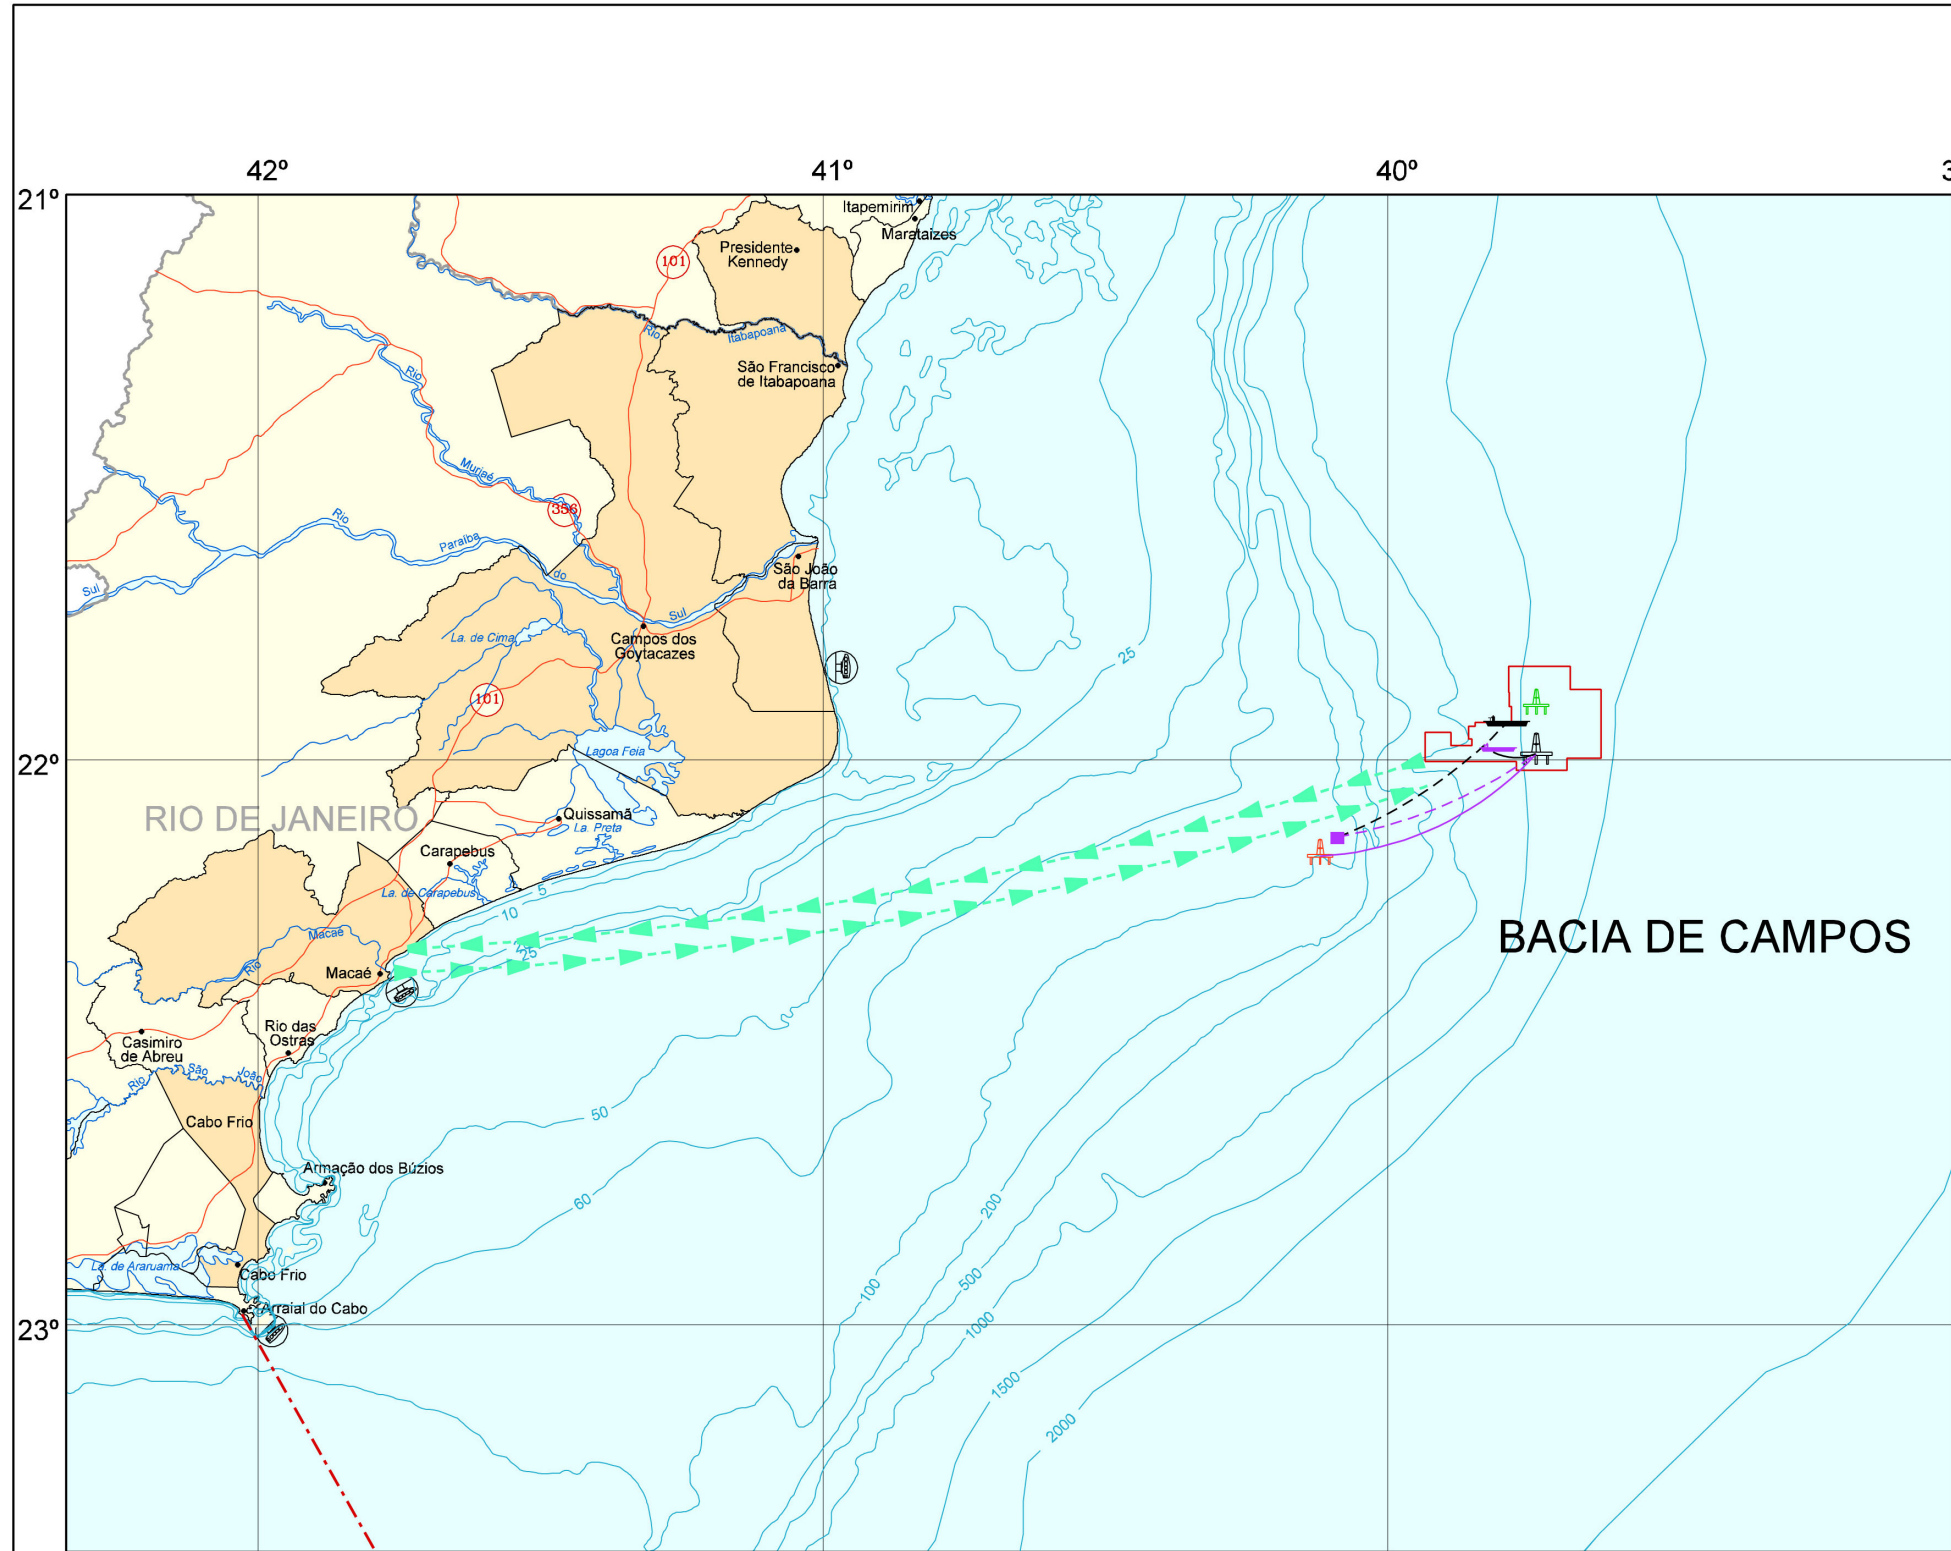 42º
41º
40º
3
21º
Itapemirim
Marataizes
Presidente
Kennedy
101
Rio
Itabapoana
São Francisco
de Itabapoana
Rio
Muriaé
356
Rio
Paraíba
do
Sul
Sul
São João
da Barra
La. de Cima
Campos dos
Goytacazes
25
101
Lagoa Feia
22º
RIO DE JANEIRO
Quissamã
La. Preta
Carapebus
La. de Carapebus
5
10
25
BACIA DE CAMPOS
Macaé
Rio
Macaé
Rio das
Ostras
Casimiro
de Abreu
Rio
São
João
Cabo Frio
50
Armação dos Búzios
60
200
La. de Araruama
Cabo Frio
100
500
Arraial do Cabo
23º
1000
1500
2000